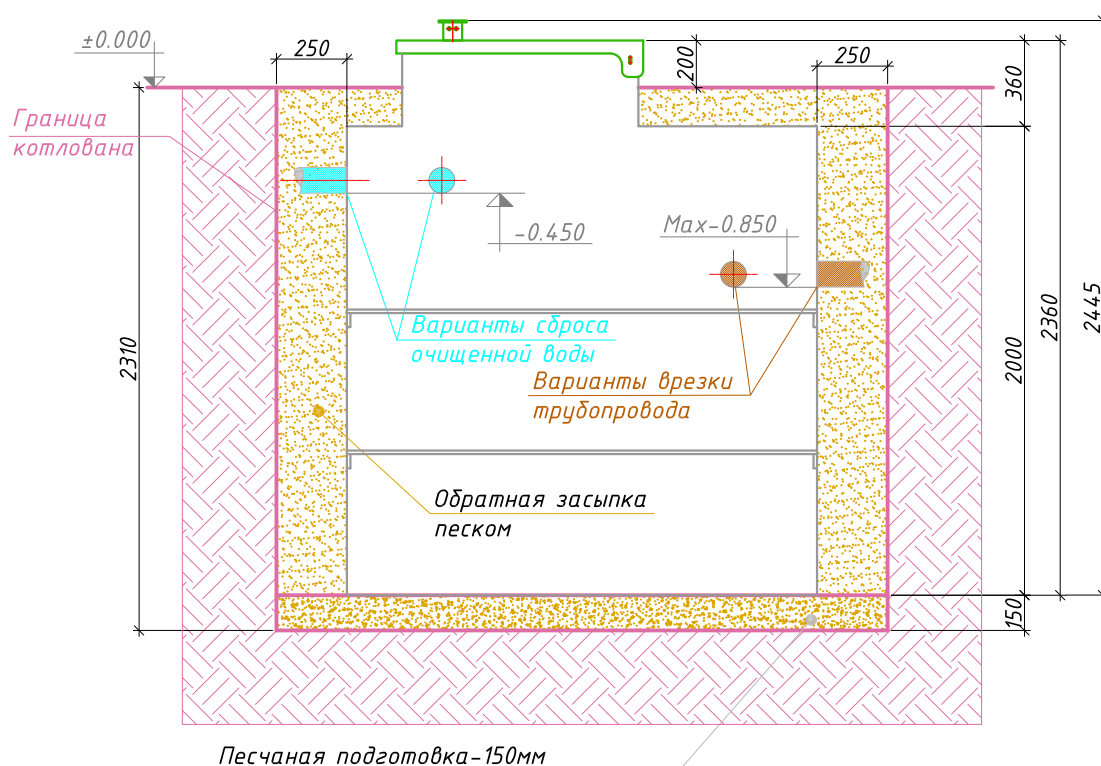 ±0.000
250
200
250
360
Граница
котлована
-0.450
Max-0.850
2310
Варианты сброса
очищенной воды
Варианты врезки
трубопровода
2000
2360
2445
Обратная засыпка
песком
150
Песчаная подготовка-150мм